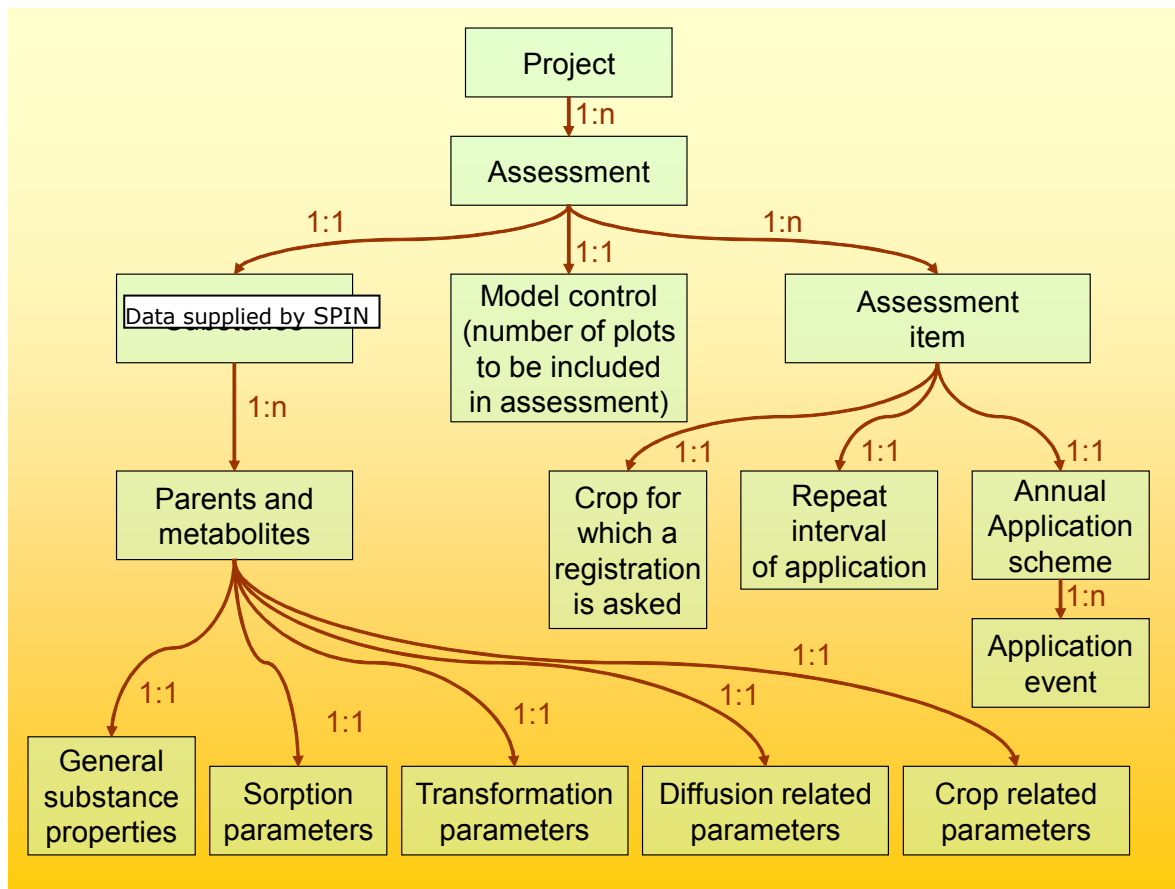 Project
1:n
Assessment
1:1
1:1
1:n
Data supplied by SPIN
Model control
(number of plots
to be included
in assessment)
Assessment
item
1:n
1:1
1:1
1:1
Parents and
metabolites
Crop for
which a
registration
is asked
Repeat
interval
of application
Annual
Application
scheme
1:n
Application
event
1:1
1:1
1:1
1:1
1:1
General
substance
properties
Sorption
parameters
Transformation
parameters
Diffusion related
parameters
Crop related
parameters